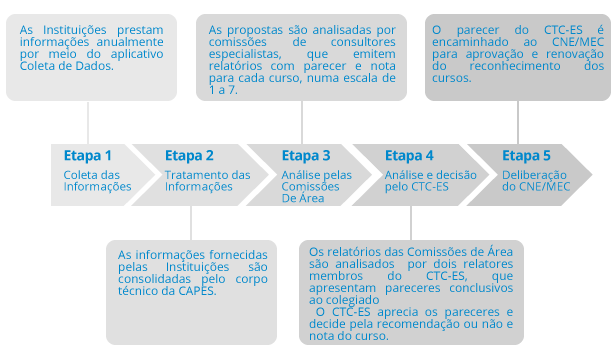 As Instituições prestam
informações anualmente
por meio do aplicativo
Coleta de Dados.
As propostas são analisadas por
comissões de consultores
especialistas, que emitem
relatórios com parecer e nota
para cada curso, numa escala de
1 a 7.
O parecer do CTC-ES é
encaminhado ao CNE/MEC
para aprovação e renovação
do reconhecimento dos
cursos.
Etapa 1
Coleta das
Informações
Etapa 2
Tratamento das
Informações
Etapa 3
Análise pelas
Comissões
De Área
Etapa 4
Análise e decisão
pelo CTC-ES
Etapa 5
Deliberação
do CNE/MEC
As informações fornecidas
pelas Instituições são
consolidadas pelo corpo
técnico da CAPES.
Os relatórios das Comissões de Área
são analisados por dois relatores
membros do CTC-ES, que
apresentam pareceres conclusivos
ao colegiado
O CTC-ES aprecia os pareceres e
decide pela recomendação ou não e
nota do curso.